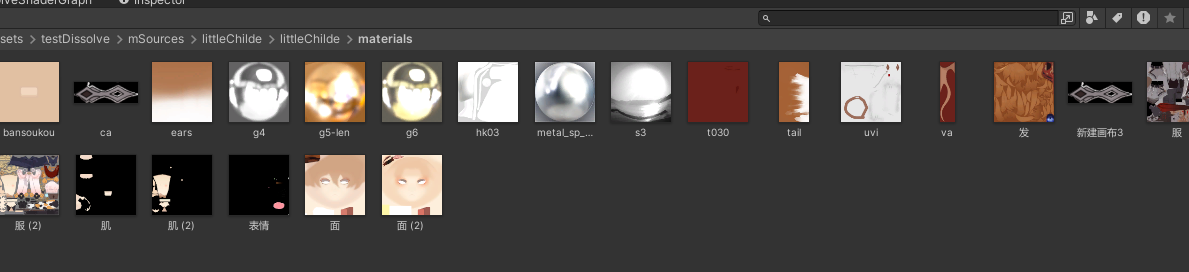 Inspector
sets > testDissolve > mSources > littleChilde > littleChilde > materials
bansoukou ca ears g4 g5-len g6 hk03 metal_sp_... s3 t030 tail uvi va 发 新建画布3 服
服 (2) 肌 肌 (2) 表情 面 面 (2)